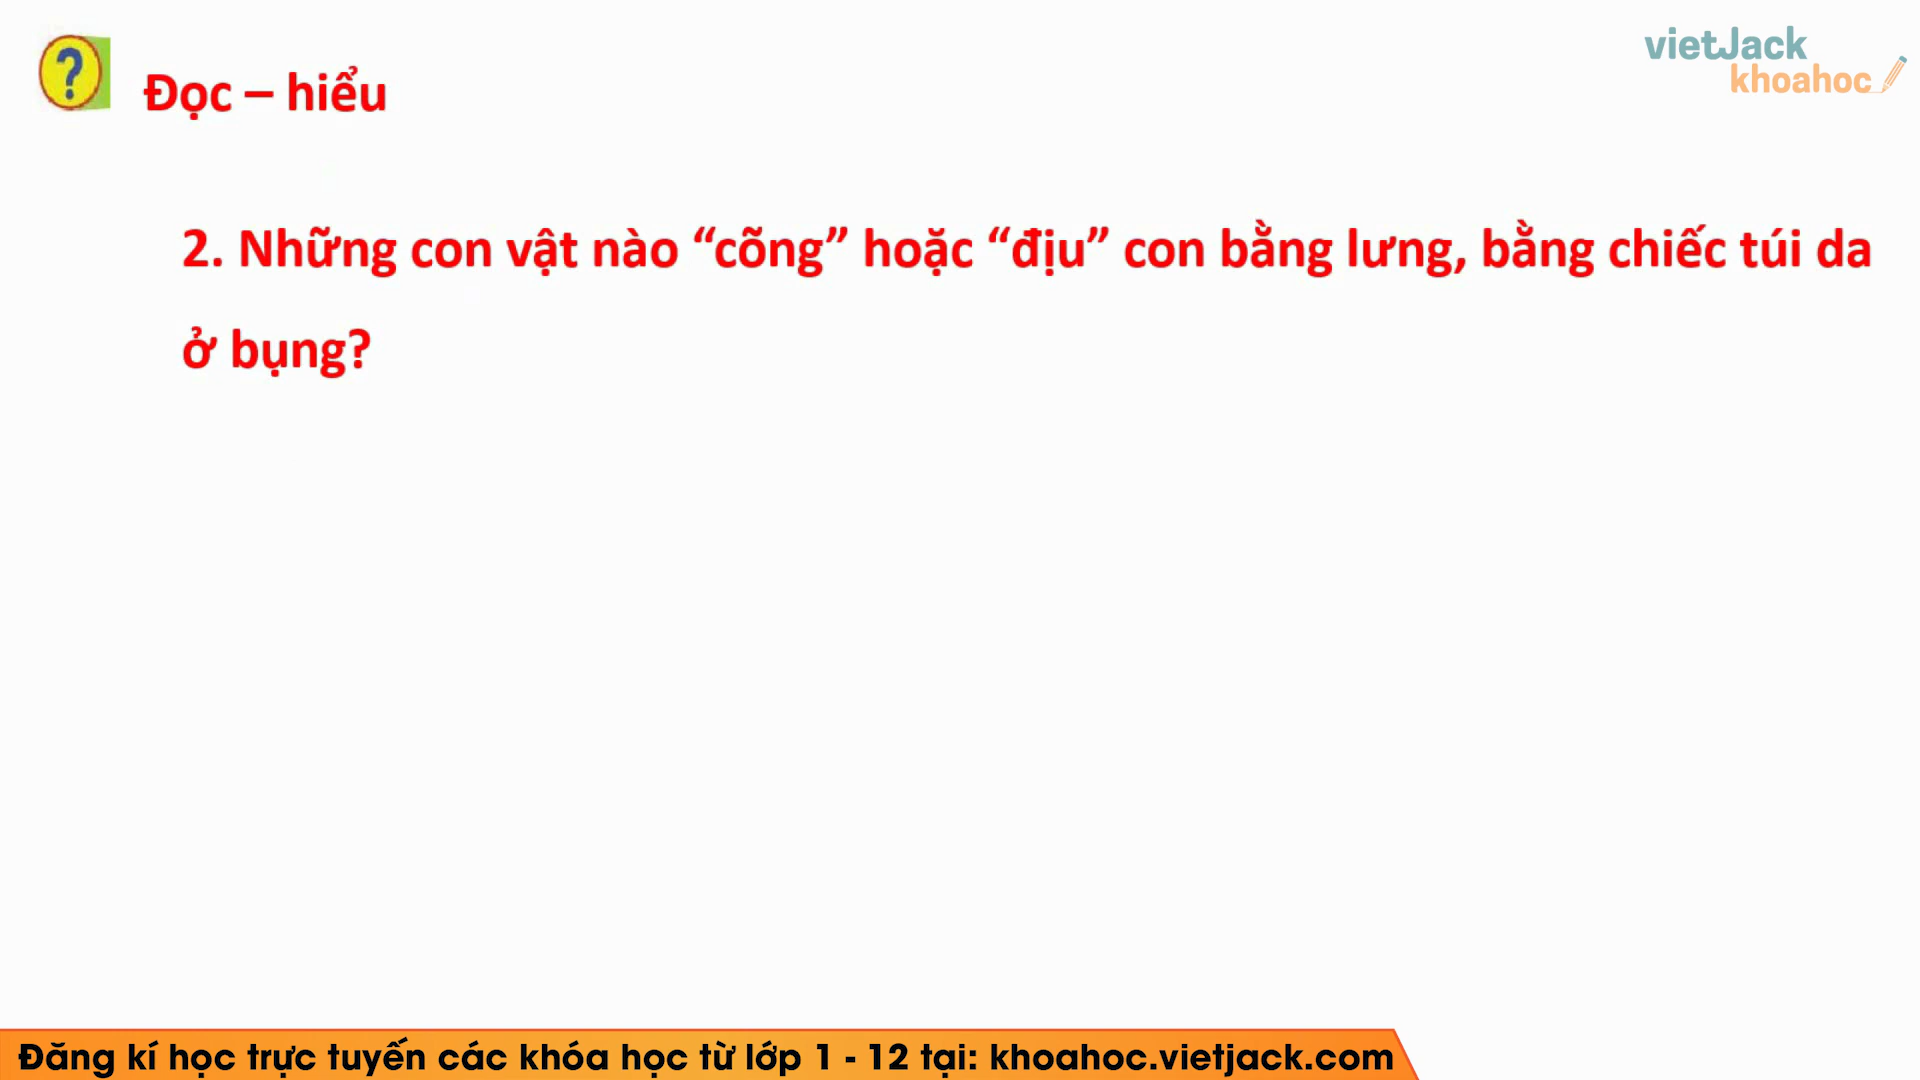 ?
vietJack
khoahoc
Đọc – hiểu
2. Những con vật nào “cõng” hoặc “địu” con bằng lưng, bằng chiếc túi da
ở bụng?
Đăng kí học trực tuyến các khóa học từ lớp 1 - 12 tại: khoahoc.vietjack.com